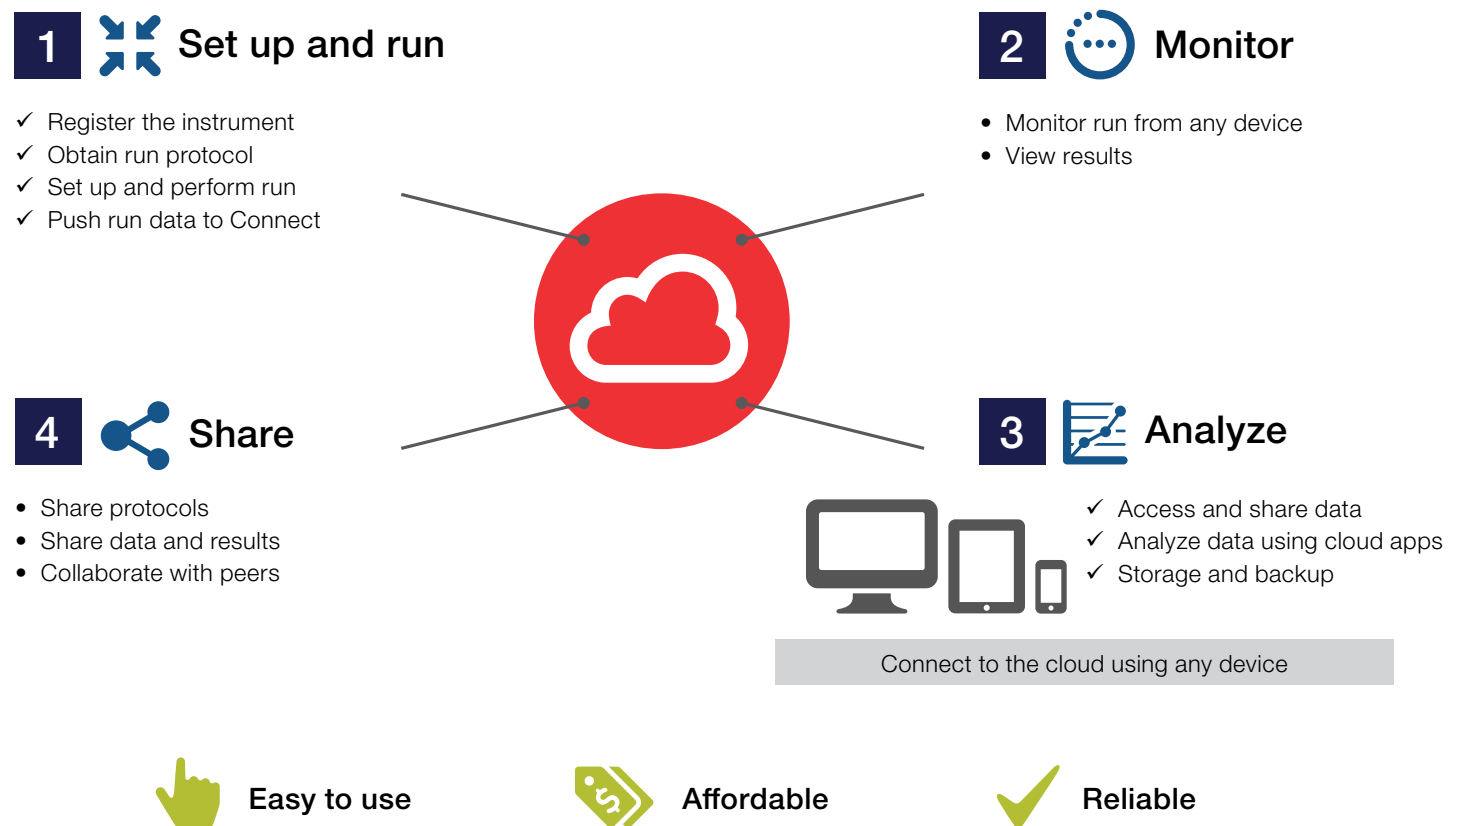 1 Set up and run
✓ Register the instrument
✓ Obtain run protocol
✓ Set up and perform run
✓ Push run data to Connect
2 Monitor
• Monitor run from any device
• View results
4 Share
• Share protocols
• Share data and results
• Collaborate with peers
3 Analyze
✓ Access and share data
✓ Analyze data using cloud apps
✓ Storage and backup
Connect to the cloud using any device
Easy to use
$
Affordable
Reliable